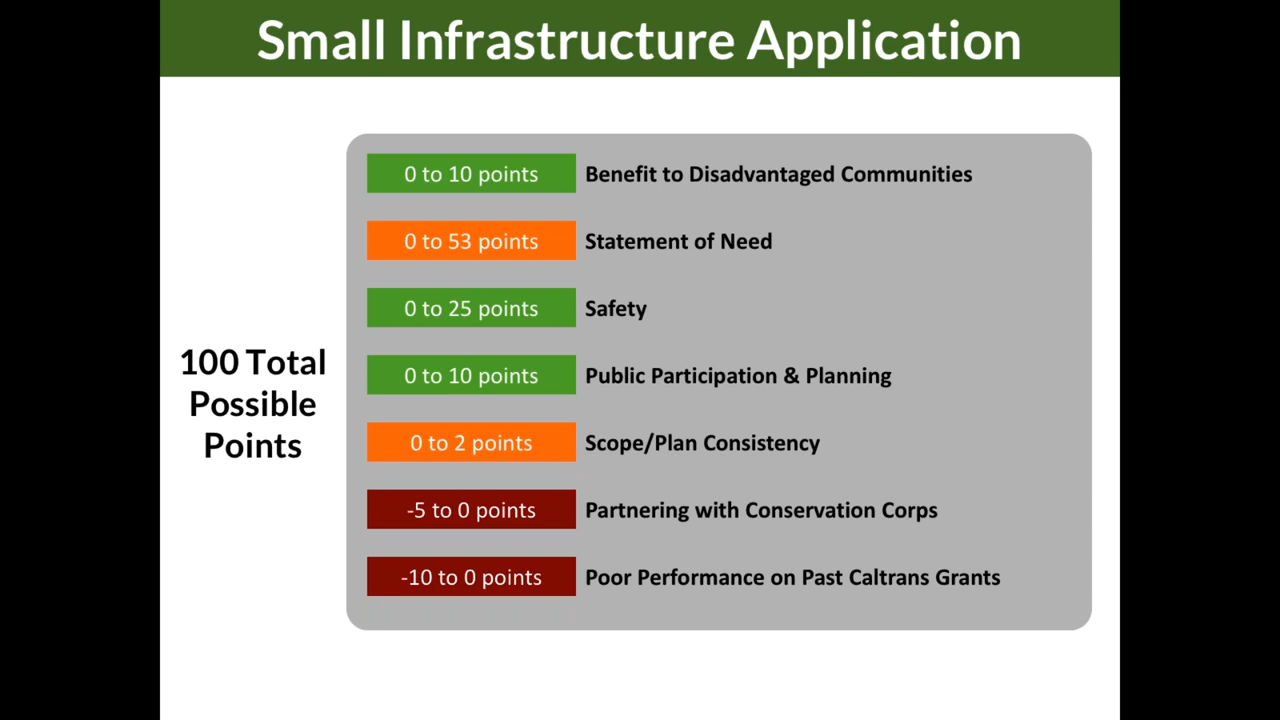 Small Infrastructure Application
0 to 10 points Benefit to Disadvantaged Communities
0 to 53 points Statement of Need
0 to 25 points Safety
100 Total
Possible
Points
0 to 10 points Public Participation & Planning
0 to 2 points Scope/Plan Consistency
-5 to 0 points Partnering with Conservation Corps
-10 to 0 points Poor Performance on Past Caltrans Grants